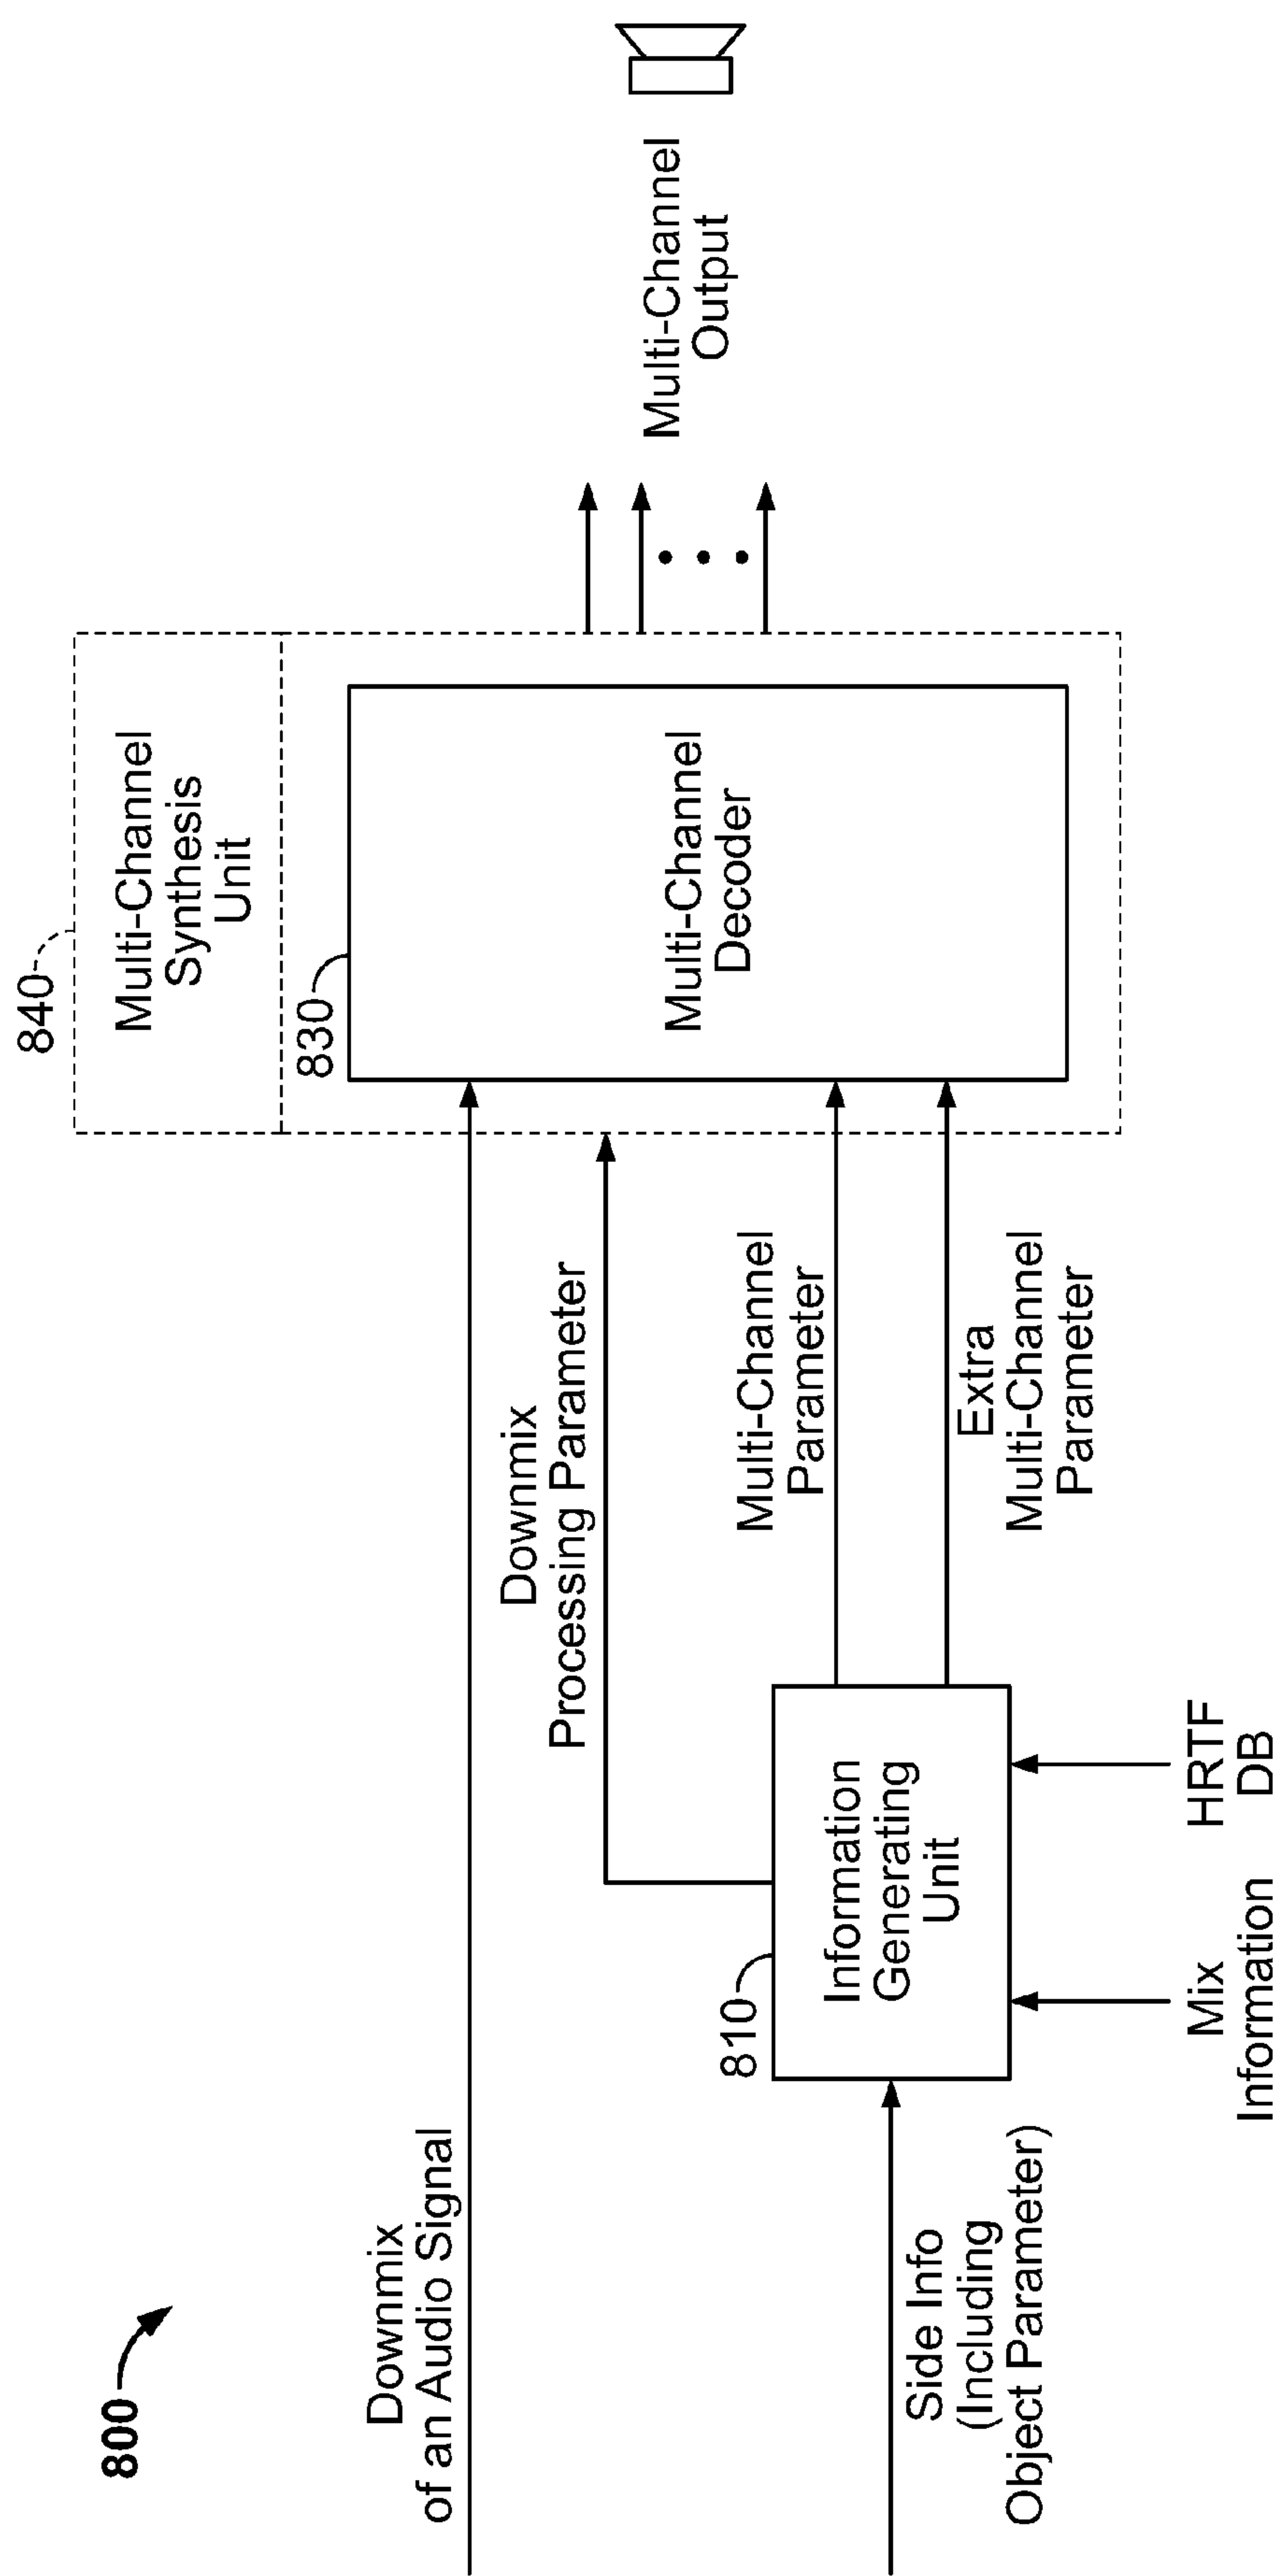 800
840
Multi-Channel
Synthesis
Unit
830
Multi-Channel
Decoder
Downmix
of an Audio Signal
Downmix
Processing Parameter
Multi-Channel
Parameter
Extra
Multi-Channel
Parameter
Multi-Channel
Output
810
Information
Generating
Unit
Side Info
(Including
Object Parameter)
Mix
Information
HRTF
DB